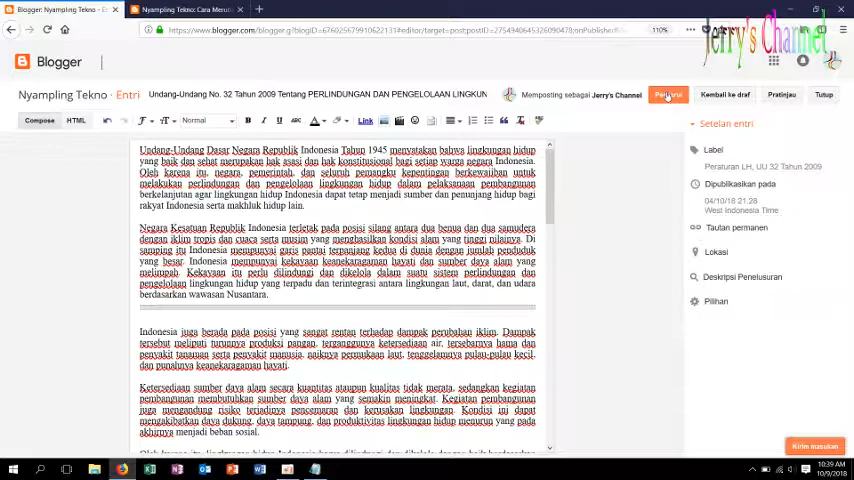 Blogger: Nyampling Tekno - E
Nyampling Tekno: Cara Merut
https://www.blogger.com/blogger.g?blogID=676025679910622131#editor/target=post;postID=2754940645326090478;onPublished
110%
Jerry's Channel
Blogger
Nyampling Tekno · Entri
Undang-Undang No. 32 Tahun 2009 Tentang PERLINDUNGAN DAN PENGELOLAAN LINGKUN
Memposting sebagai Jerry's Channel
Kembali ke draf
Pratinjau
Tutup
Compose
HTML
Normal
Link
Setelan entri
Label
Peraturan LH, UU 32 Tahun 2009
Dipublikasikan pada
04/10/18 21.28
West Indonesia Time
Tautan permanen
Lokasi
Deskripsi Penelusuran
Pilihan
Undang-Undang Dasar Negara Republik Indonesia Tahun 1945 menyatakan bahwa lingkungan hidup
yang baik dan sehat merupakan hak asasi dan hak konstitusional bagi setiap warga negara Indonesia.
Oleh karena itu, negara, pemerintah, dan seluruh pemangku kepentingan berkewajiban untuk
melakukan perlindungan dan pengelolaan lingkungan hidup dalam pelaksanaan pembangunan
berkelanjutan agar lingkungan hidup Indonesia dapat tetap menjadi sumber dan penunjang hidup bagi
rakyat Indonesia serta makhluk hidup lain.
Negara Kesatuan Republik Indonesia terletak pada posisi silang antara dua benua dan dua samudera
dengan iklim tropis dan cuaca serta musim yang menghasilkan kondisi alam yang tinggi nilainya. Di
samping itu Indonesia mempunyai garis pantai terpanjang kedua di dunia dengan jumlah penduduk
yang besar. Indonesia mempunyai kekayaan keanekaragaman hayati dan sumber daya alam yang
melimpah. Kekayaan itu perlu dilindungi dan dikelola dalam suatu sistem perlindungan dan
pengelolaan lingkungan hidup yang terpadu dan terintegrasi antara lingkungan laut, darat, dan udara
berdasarkan wawasan Nusantara.
Indonesia juga berada pada posisi yang sangat rentan terhadap dampak perubahan iklim. Dampak
tersebut meliputi turunnya produksi pangan, terganggunya ketersediaan air, tersebarnya hama dan
penyakit tanaman serta penyakit manusia, naiknya permukaan laut, tenggelamnya pulau-pulau kecil,
dan punahnya keanekaragaman hayati.
Ketersediaan sumber daya alam secara kuantitas ataupun kualitas tidak merata, sedangkan kegiatan
pembangunan membutuhkan sumber daya alam yang semakin meningkat. Kegiatan pembangunan
juga mengandung risiko terjadinya pencemaran dan kerusakan lingkungan. Kondisi ini dapat
mengakibatkan daya dukung, daya tampung, dan produktivitas lingkungan hidup menurun yang pada
akhirnya menjadi beban sosial.
Kirim masukan
10:39 AM
10/9/2018